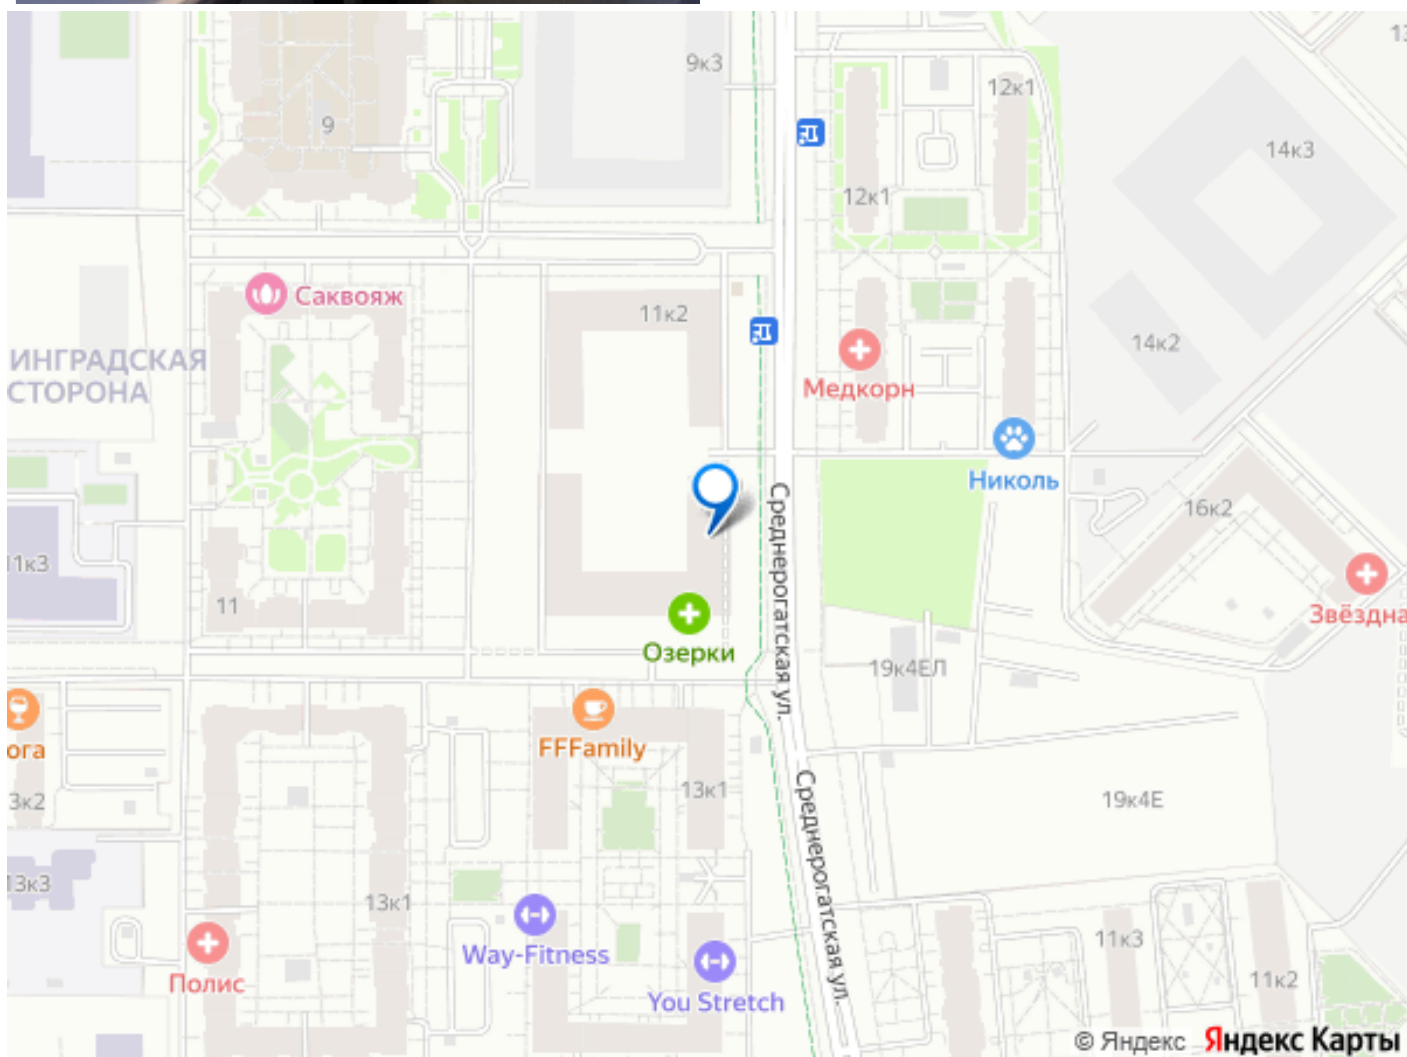 9к3
12к1
9
14к3
12к1
Саквояж
11к2
14к2
ИНГРАДСКАЯ
СТОРОНА
Медкорн
Николь
16к2
11к3
11
Среднерогатская ул.
Звёздна
Озерки
19к4ЕЛ
FFFamily
ога
13к1
Среднерогатская ул.
3к2
19к4Е
13к3
13к1
Way-Fitness
11к3
Полис
You Stretch
11к2
© Яндекс Яндекс Карты